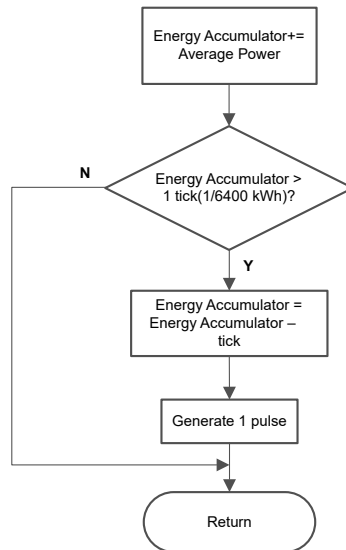 Energy Accumulator+=
Average Power
N
Energy Accumulator >
1 tick(1/6400 kWh)?
Y
Energy Accumulator =
Energy Accumulator –
tick
Generate 1 pulse
Return